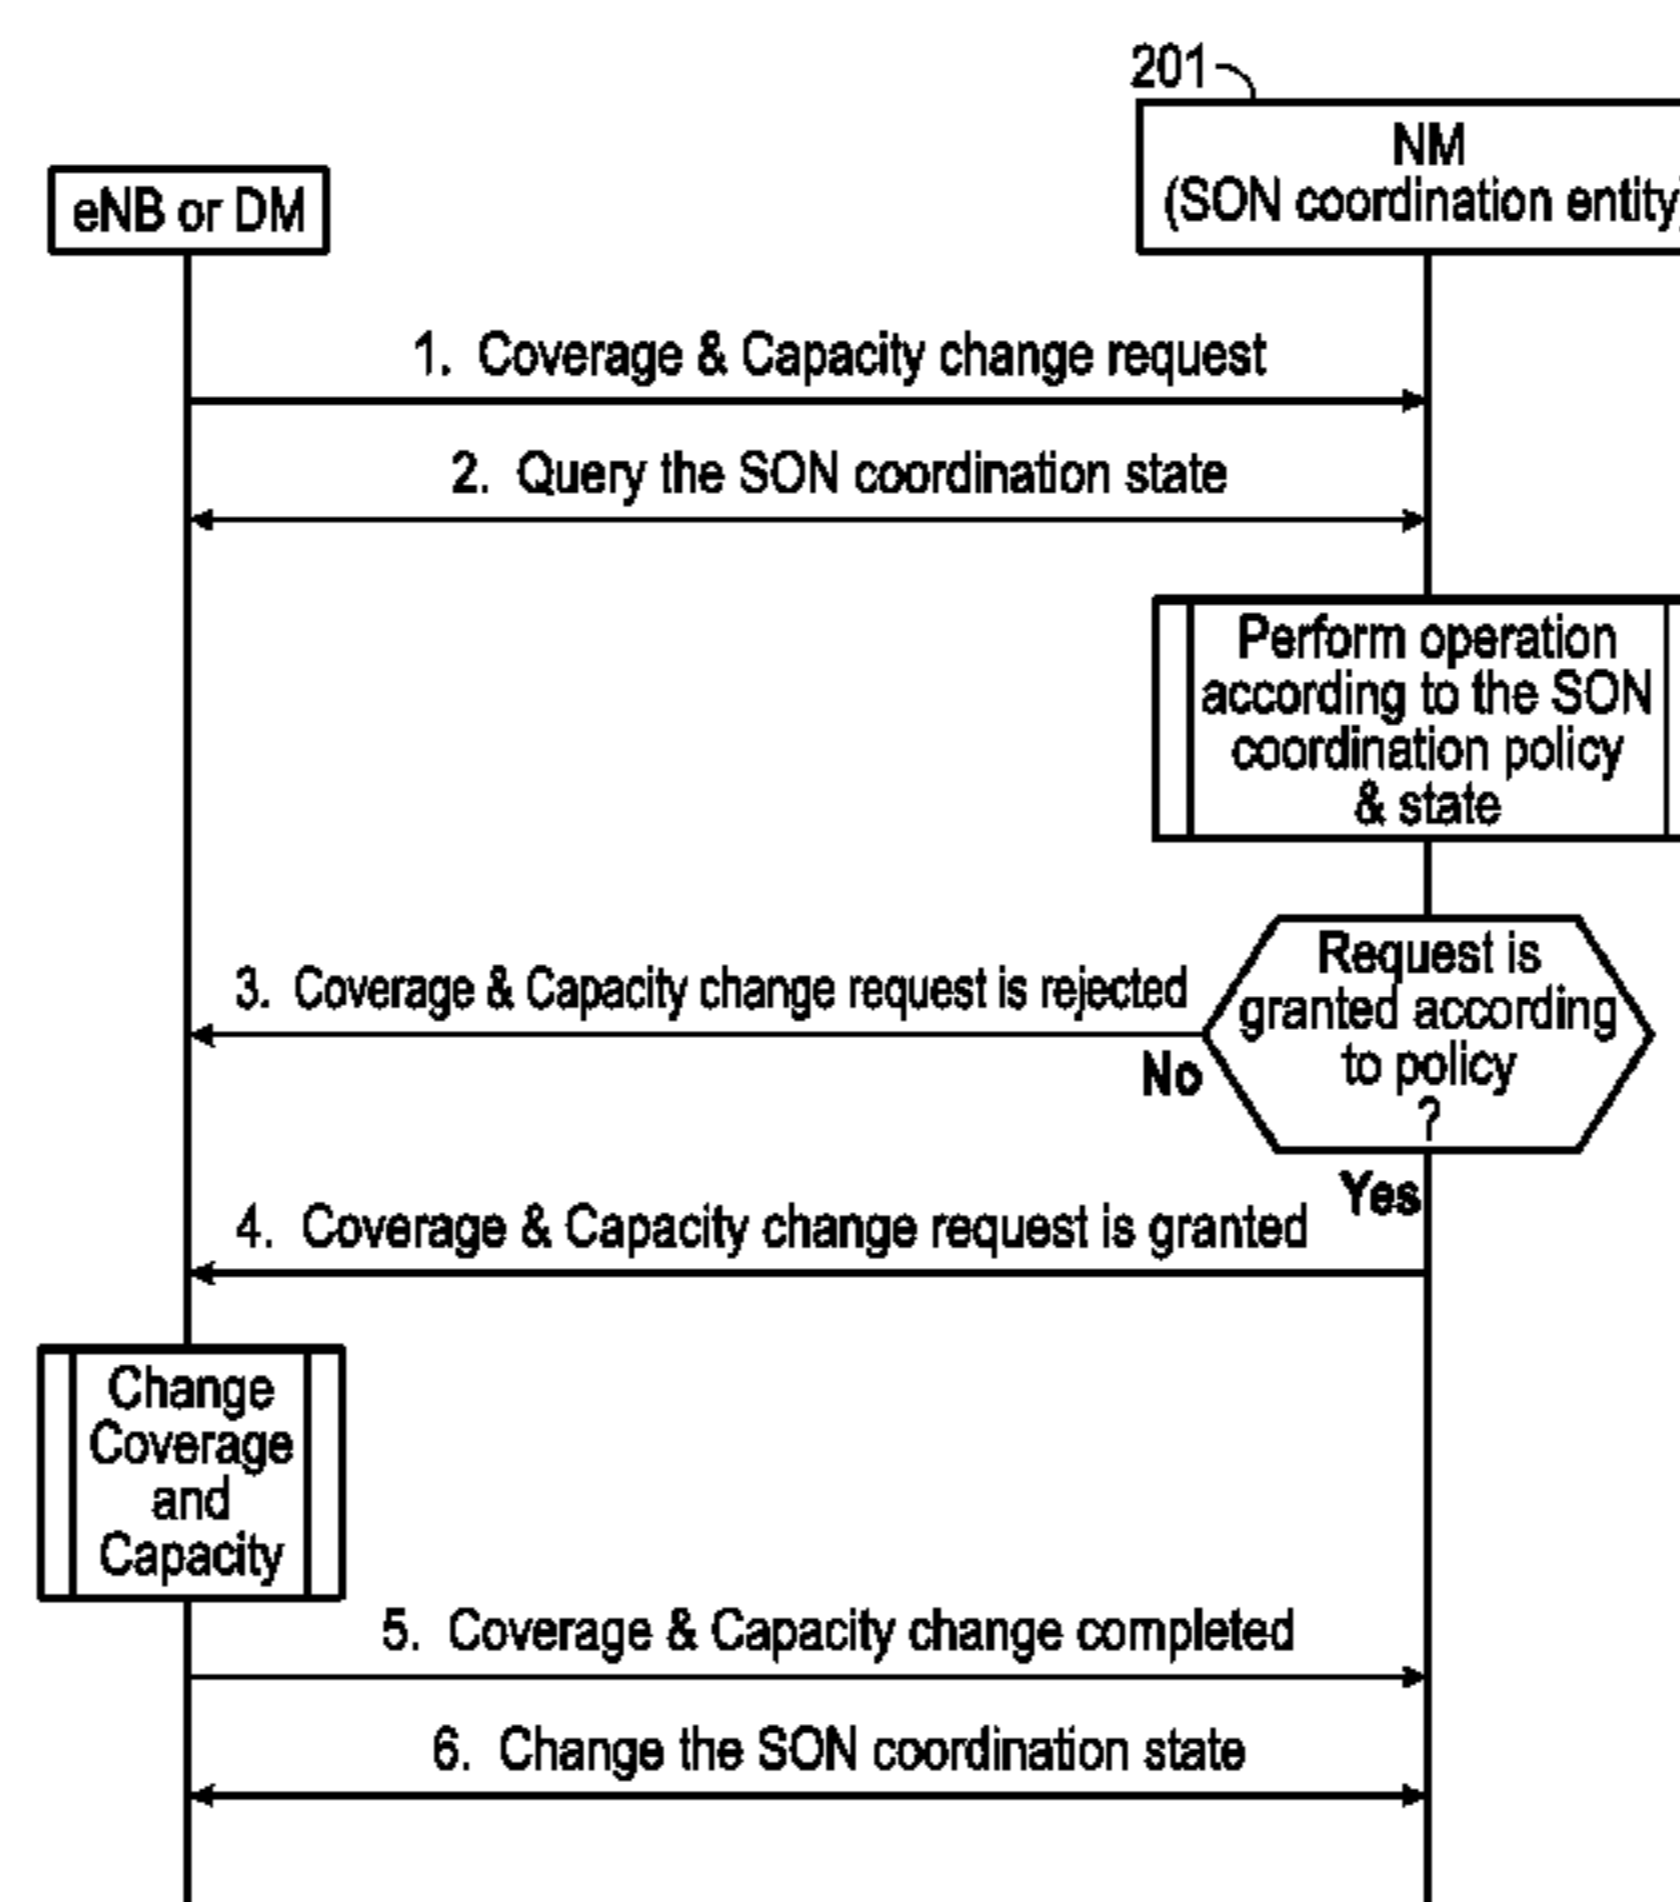 201
NM
(SON coordination entity)
eNB or DM
1. Coverage & Capacity change request
2. Query the SON coordination state
Perform operation
according to the SON
coordination policy
& state
Request is
granted according
to policy
?
3. Coverage & Capacity change request is rejected
No
Yes
4. Coverage & Capacity change request is granted
Change
Coverage
and
Capacity
5. Coverage & Capacity change completed
6. Change the SON coordination state